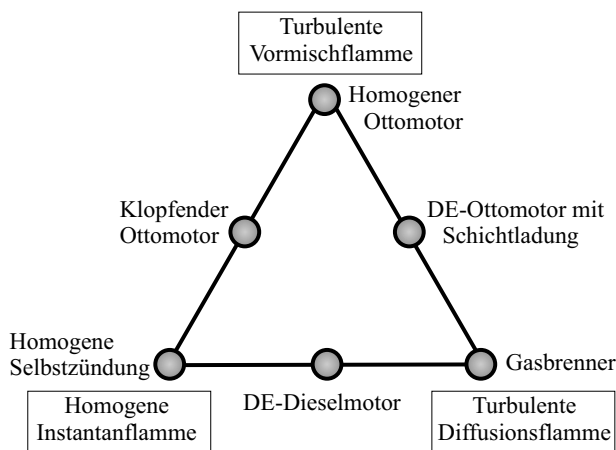 Turbulente
Vormischflamme
Homogener
Ottomotor
Klopfender
Ottomotor
DE-Ottomotor mit
Schichtladung
Homogene
Selbstzündung
Gasbrenner
DE-Dieselmotor
Homogene
Instantanflamme
Turbulente
Diffusionsflamme